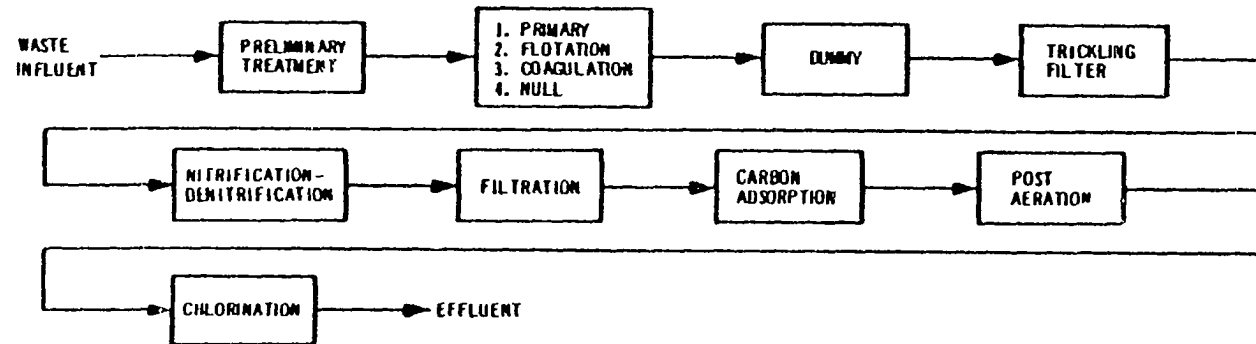 WASTE
INFLUENT
PRELIMINARY
TREATMENT
1. PRIMARY
2. FLOTATION
3. COAGULATION
4. NULL
DUMMY
TRICKLING
FILTER
NITRIFICATION-
DENITRIFICATION
FILTRATION
CARBON
ADSORPTION
POST
AERATION
CHLORINATION
EFFLUENT